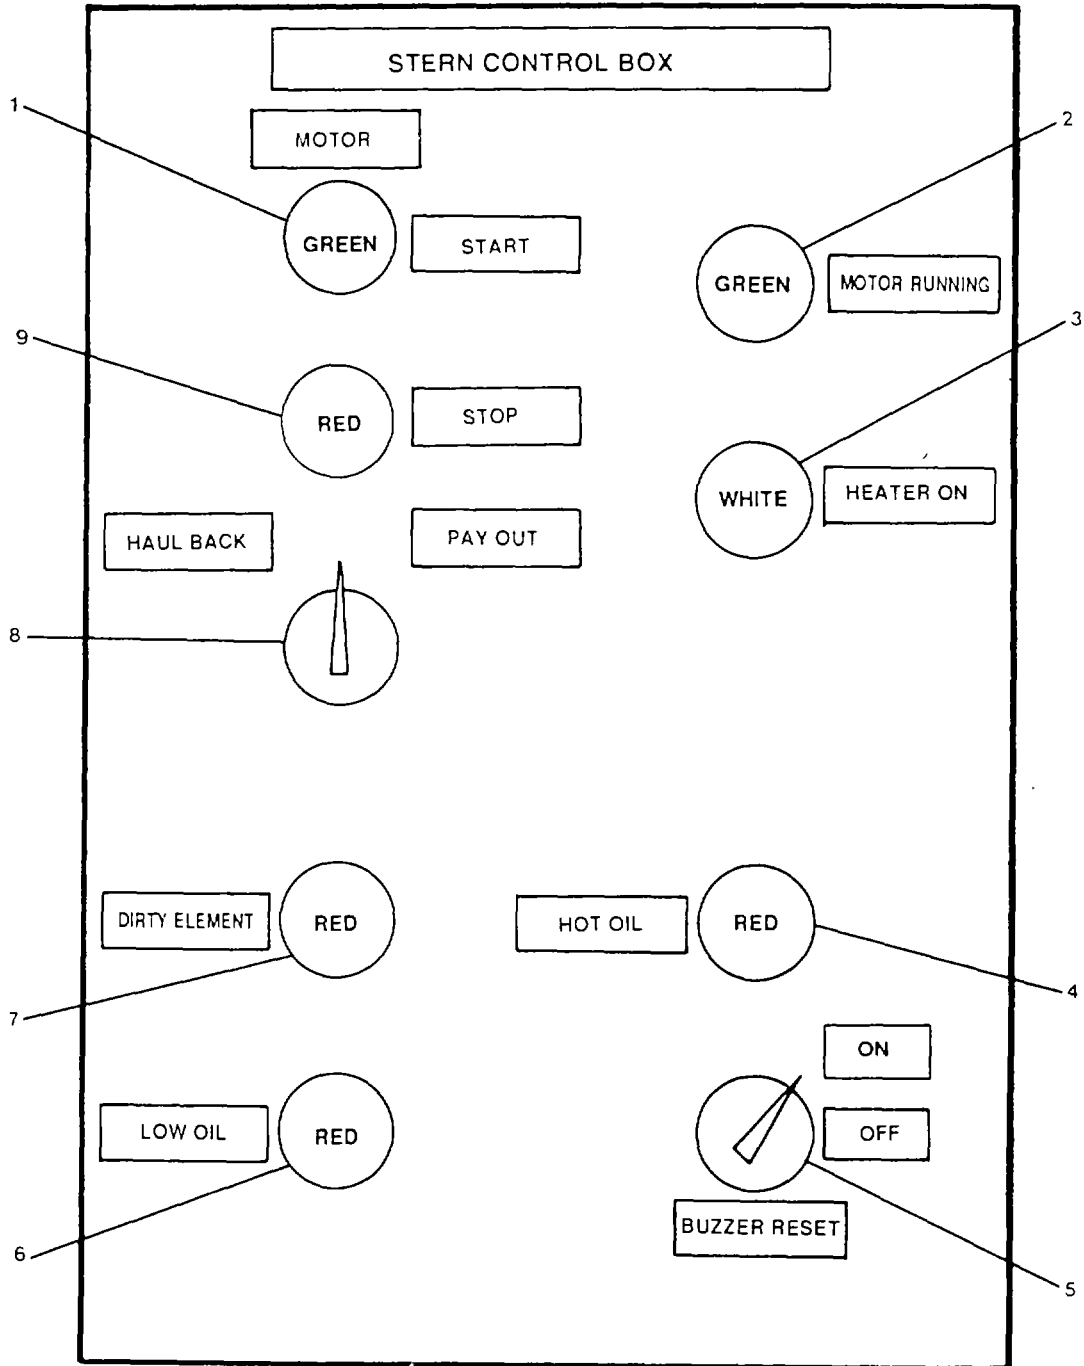 STERN CONTROL BOX
1
MOTOR
2
GREEN
START
GREEN
MOTOR RUNNING
3
9
RED
STOP
WHITE
HEATER ON
HAUL BACK
PAY OUT
8
DIRTY ELEMENT
RED
HOT OIL
RED
4
7
ON
LOW OIL
RED
OFF
BUZZER RESET
6
5